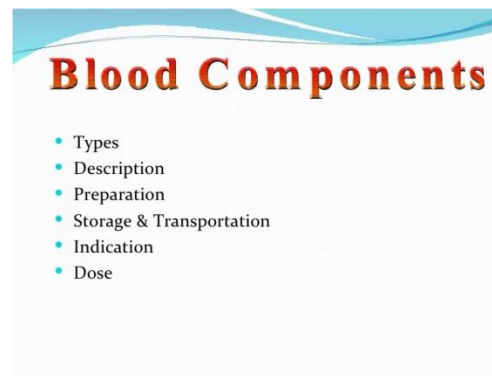 Blood Components
Types
Description
Preparation
Storage & Transportation
Indication
Dose